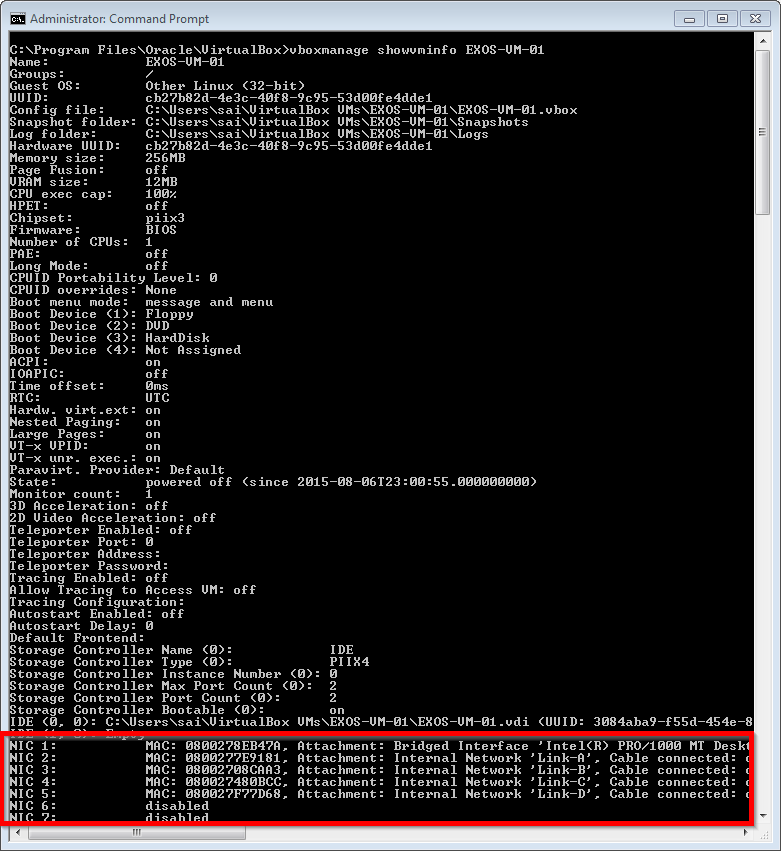 Administrator: Command Prompt
C:\Program Files\Oracle\VirtualBox>vboxmanage showvminfo EXOS-VM-01
Name: EXOS-VM-01
Groups: /
Guest OS: Other Linux (32-bit)
UUID: cb27b82d-4e3c-40f8-9c95-53d00fe4dde1
Config file: C:\Users\sai\VirtualBox VMs\EXOS-VM-01\EXOS-VM-01.vbox
Snapshot folder: C:\Users\sai\VirtualBox VMs\EXOS-VM-01\Snapshots
Log folder: C:\Users\sai\VirtualBox VMs\EXOS-VM-01\Logs
Hardware UUID: cb27b82d-4e3c-40f8-9c95-53d00fe4dde1
Memory size: 256MB
Page Fusion: off
VRAM size: 12MB
CPU exec cap: 100%
HPET: off
Chipset: piix3
Firmware: BIOS
Number of CPUs: 1
PAE: off
Long Mode: off
CPUID Portability Level: 0
CPUID overrides: None
Boot menu mode: message and menu
Boot Device (1): Floppy
Boot Device (2): DVD
Boot Device (3): HardDisk
Boot Device (4): Not Assigned
ACPI: on
IOAPIC: off
Time offset: 0ms
RTC: UTC
Hardw. virt.ext: on
Nested Paging: on
Large Pages: on
VT-x VPID: on
VT-x unr. exec.: on
Paravirt. Provider: Default
State: powered off (since 2015-08-06T23:00:55.000000000)
Monitor count: 1
3D Acceleration: off
2D Video Acceleration: off
Teleporter Enabled: off
Teleporter Port: 0
Teleporter Address:
Teleporter Password:
Tracing Enabled: off
Allow Tracing to Access VM: off
Tracing Configuration:
Autostart Enabled: off
Autostart Delay: 0
Default Frontend:
Storage Controller Name (0): IDE
Storage Controller Type (0): PIIX4
Storage Controller Instance Number (0): 0
Storage Controller Max Port Count (0): 2
Storage Controller Port Count (0): 2
Storage Controller Bootable (0): on
IDE (0, 0): C:\Users\sai\VirtualBox VMs\EXOS-VM-01\EXOS-VM-01.vdi (UUID: 3084aba9-f55d-454e-8
IDE (1, 0): Empty
NIC 1: MAC: 0800278EB47A, Attachment: Bridged Interface 'Intel(R) PRO/1000 MT Deskt
NIC 2: MAC: 0800277E9181, Attachment: Internal Network 'Link-A', Cable connected:
NIC 3: MAC: 08002708CAA3, Attachment: Internal Network 'Link-B', Cable connected:
NIC 4: MAC: 080027480BCC, Attachment: Internal Network 'Link-C', Cable connected:
NIC 5: MAC: 080027F77D68, Attachment: Internal Network 'Link-D', Cable connected:
NIC 6: disabled
NIC 7: disabled